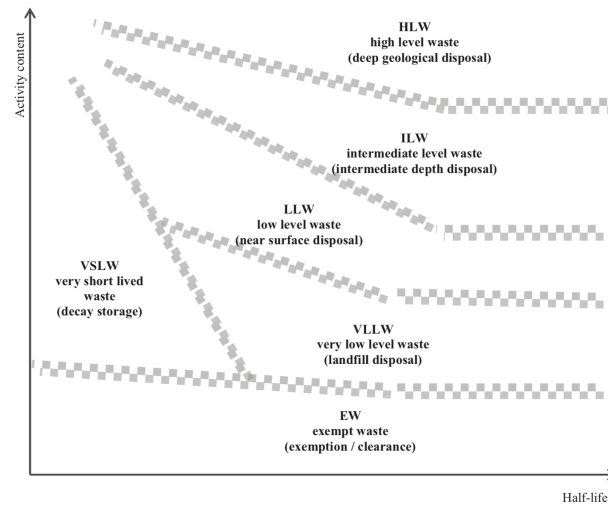 Activity content
HLW
high level waste
(deep geological disposal)
ILW
intermediate level waste
(intermediate depth disposal)
LLW
low level waste
(near surface disposal)
VSLW
very short lived
waste
(decay storage)
VLLW
very low level waste
(landfill disposal)
EW
exempt waste
(exemption / clearance)
Half-life